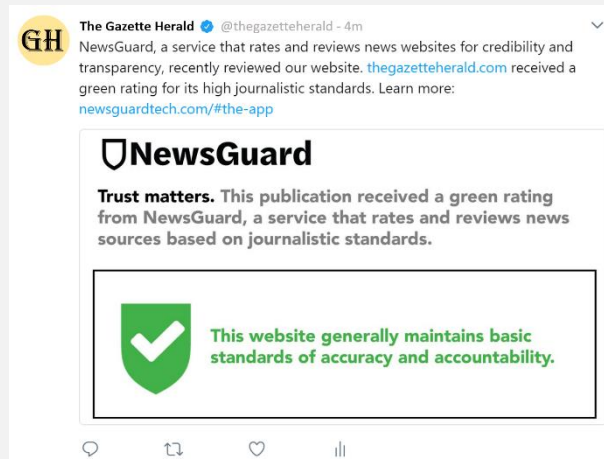 GH
The Gazette Herald @thegazetteherald - 4m
NewsGuard, a service that rates and reviews news websites for credibility and
transparency, recently reviewed our website. thegazetteherald.com received a
green rating for its high journalistic standards. Learn more:
newsguardtech.com/#the-app
NewsGuard
Trust matters. This publication received a green rating
from NewsGuard, a service that rates and reviews news
sources based on journalistic standards.
This website generally maintains basic
standards of accuracy and accountability.